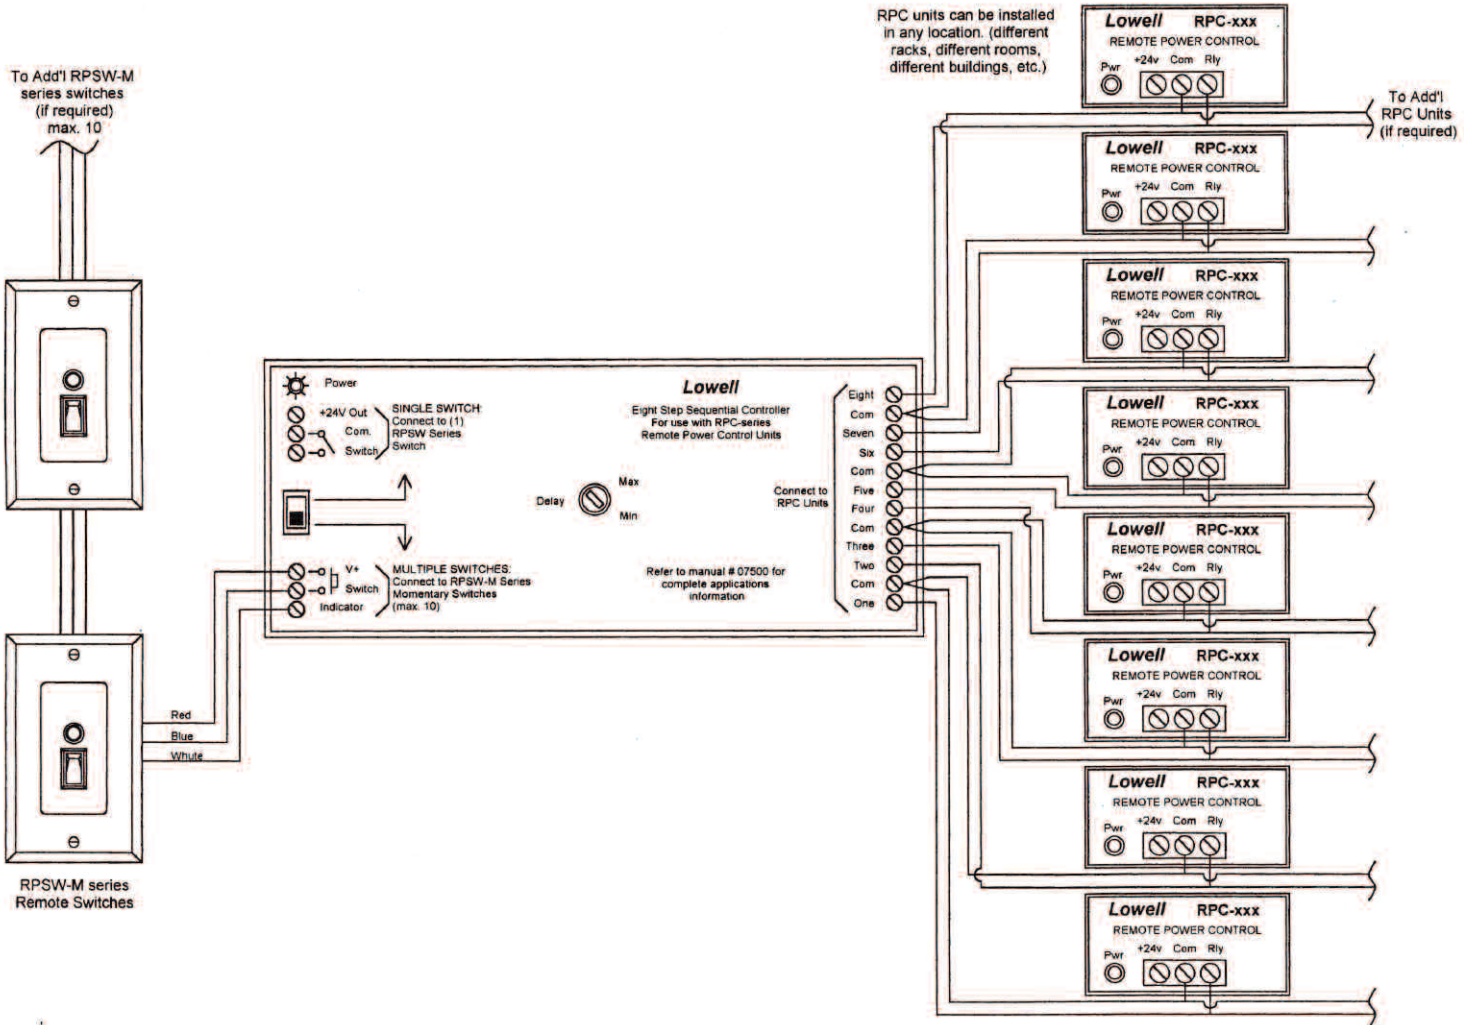 To Add'l RPSW-M
series switches
(if required)
max. 10
RPSW-M series
Remote Switches
Red
Blue
Whute
Power
+24V Out
Com.
Switch
SINGLE SWITCH:
Connect to (1)
RPSW Series
Switch
V+
Switch
Indicator
MULTIPLE SWITCHES:
Connect to RPSW-M Series
Momentary Switches
(max. 10)
Delay
Max
Min
Lowell
Eight Step Sequential Controller
For use with RPC-series
Remote Power Control Units
Refer to manual # 07500 for
complete applications
information
Connect to
RPC Units
Eight
Com
Seven
Six
Com
Five
Four
Com
Three
Two
Com
One
RPC units can be installed
in any location. (different
racks, different rooms,
different buildings, etc.)
Lowell RPC-xxx
REMOTE POWER CONTROL
Pwr +24v Com Rly
To Add'l
RPC Units
(if required)
Lowell RPC-xxx
REMOTE POWER CONTROL
Pwr +24v Com Rly
Lowell RPC-xxx
REMOTE POWER CONTROL
Pwr +24v Com Rly
Lowell RPC-xxx
REMOTE POWER CONTROL
Pwr +24v Com Rly
Lowell RPC-xxx
REMOTE POWER CONTROL
Pwr +24v Com Rly
Lowell RPC-xxx
REMOTE POWER CONTROL
Pwr +24v Com Rly
Lowell RPC-xxx
REMOTE POWER CONTROL
Pwr +24v Com Rly
Lowell RPC-xxx
REMOTE POWER CONTROL
Pwr +24v Com Rly